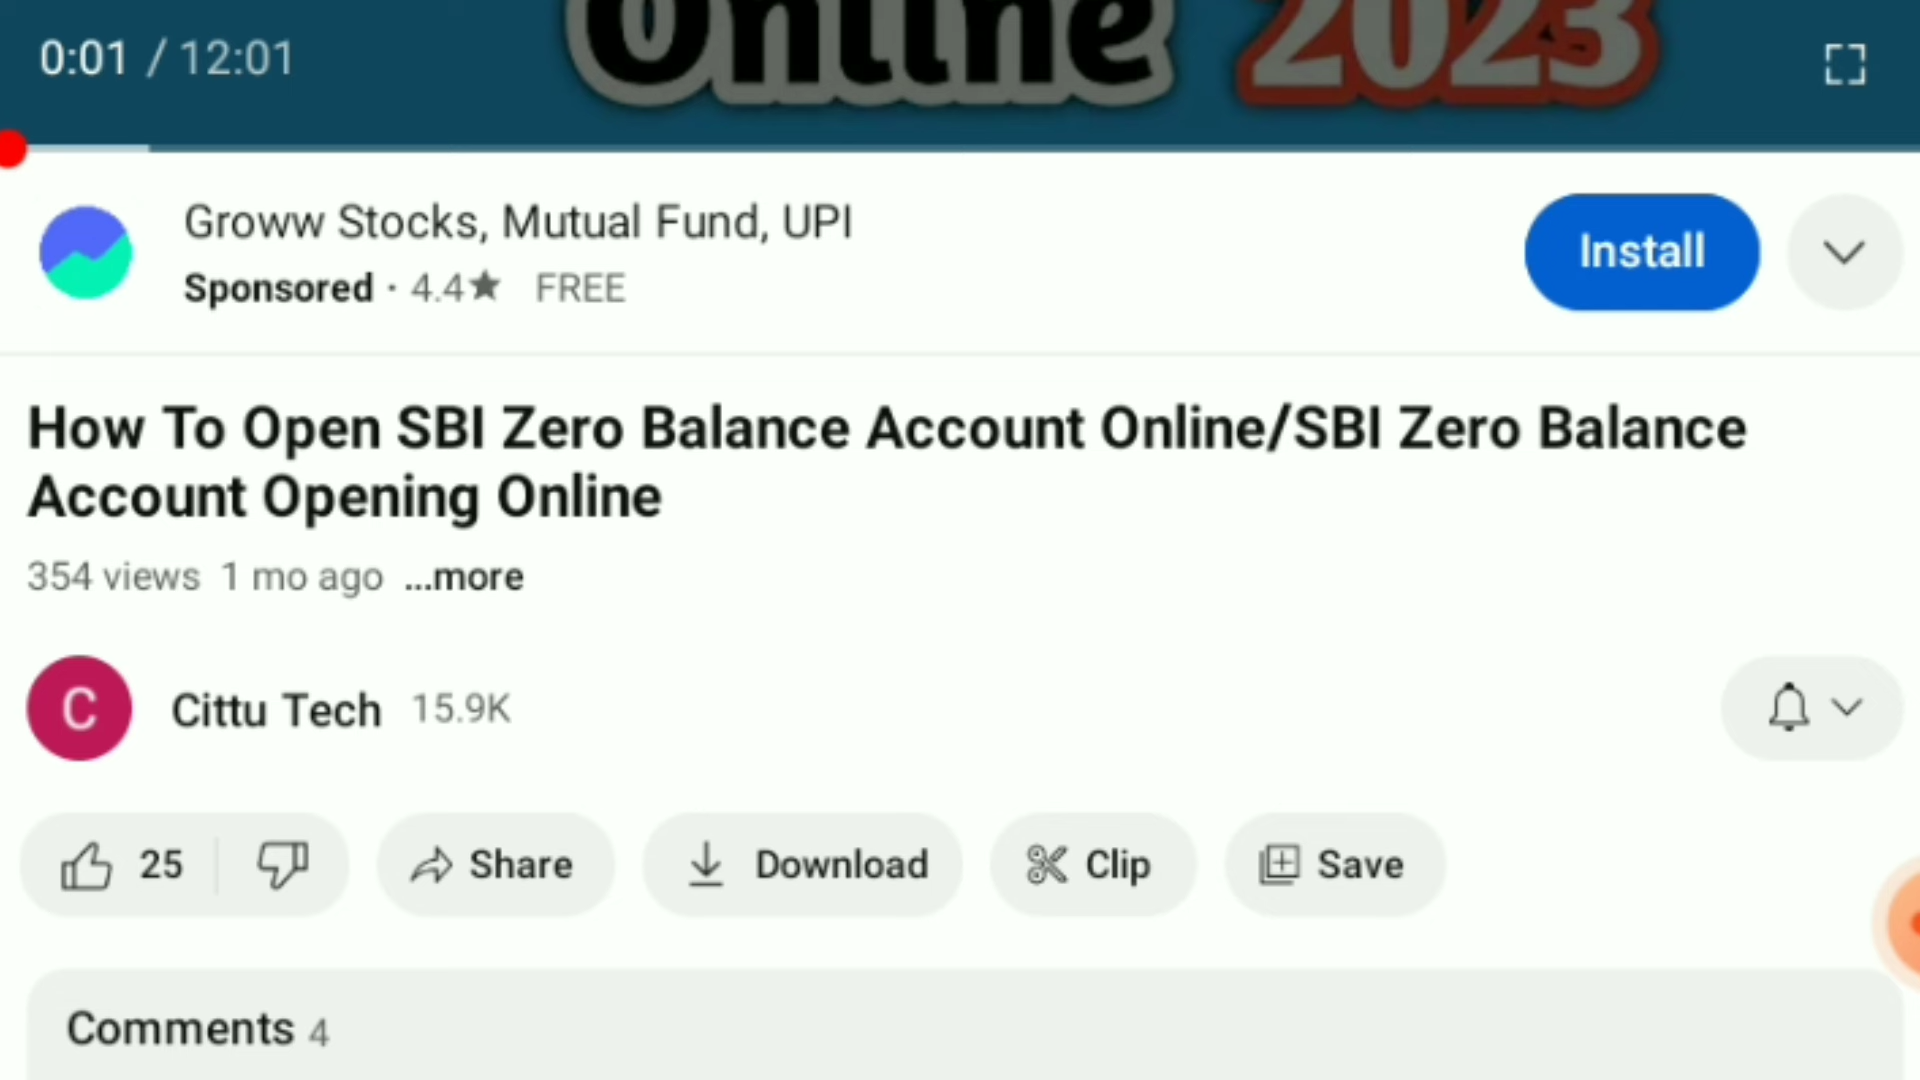 Online 2023
0:01 / 12:01
Groww Stocks, Mutual Fund, UPI
Install
Sponsored · 4.4★ FREE
How To Open SBI Zero Balance Account Online/SBI Zero Balance
Account Opening Online
354 views 1 mo ago ...more
C
Cittu Tech 15.9K
25
Share
Download
Clip
Save
Comments 4